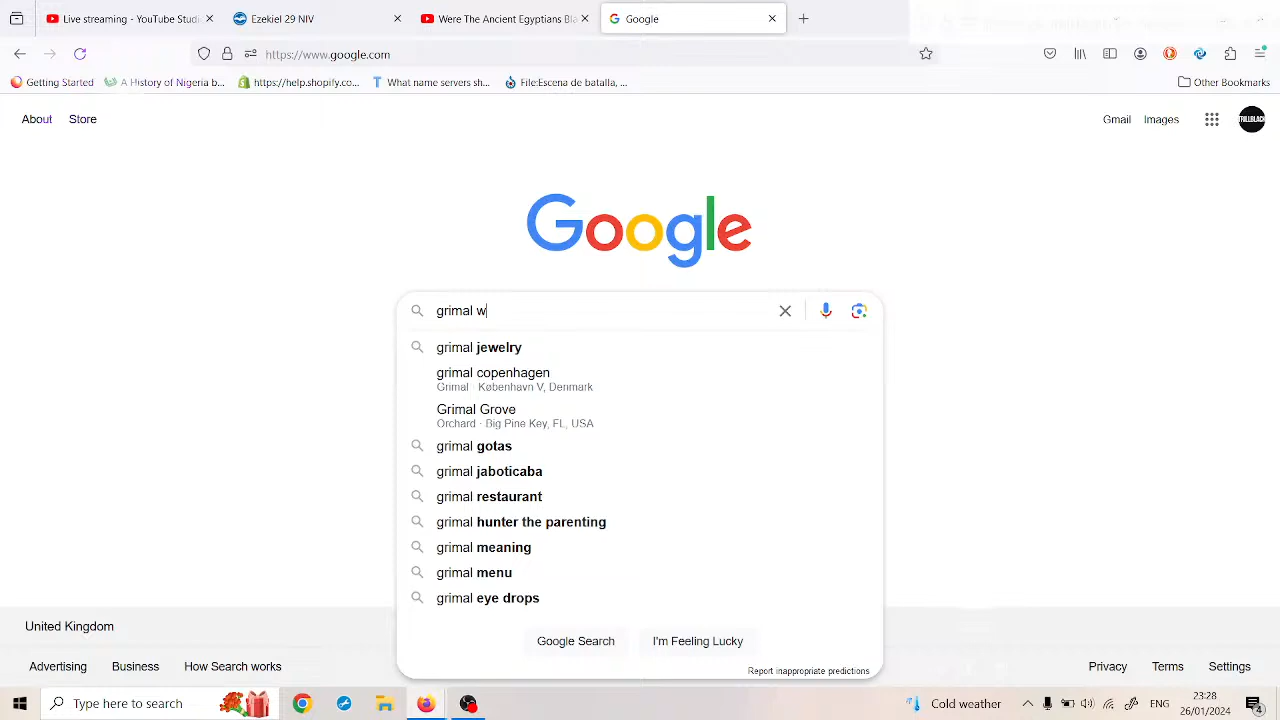 Live streaming - YouTube Studi
Ezekiel 29 NIV
Were The Ancient Egyptians Bla
Google
https://www.google.com
Getting Started
A History of Nigeria b...
https://help.shopify.co...
What name servers sh...
File:Escena de batalla, ...
Other Bookmarks
About
Store
Gmail
Images
TRILLBLACK
Google
grimal w
grimal jewelry
grimal copenhagen
Grimal · København V, Denmark
Grimal Grove
Orchard · Big Pine Key, FL, USA
grimal gotas
grimal jaboticaba
grimal restaurant
grimal hunter the parenting
grimal meaning
grimal menu
grimal eye drops
Google Search
I'm Feeling Lucky
Report inappropriate predictions
United Kingdom
Advertising
Business
How Search works
Privacy
Terms
Settings
Type here to search
Cold weather
ENG
23:28
26/01/2024
4